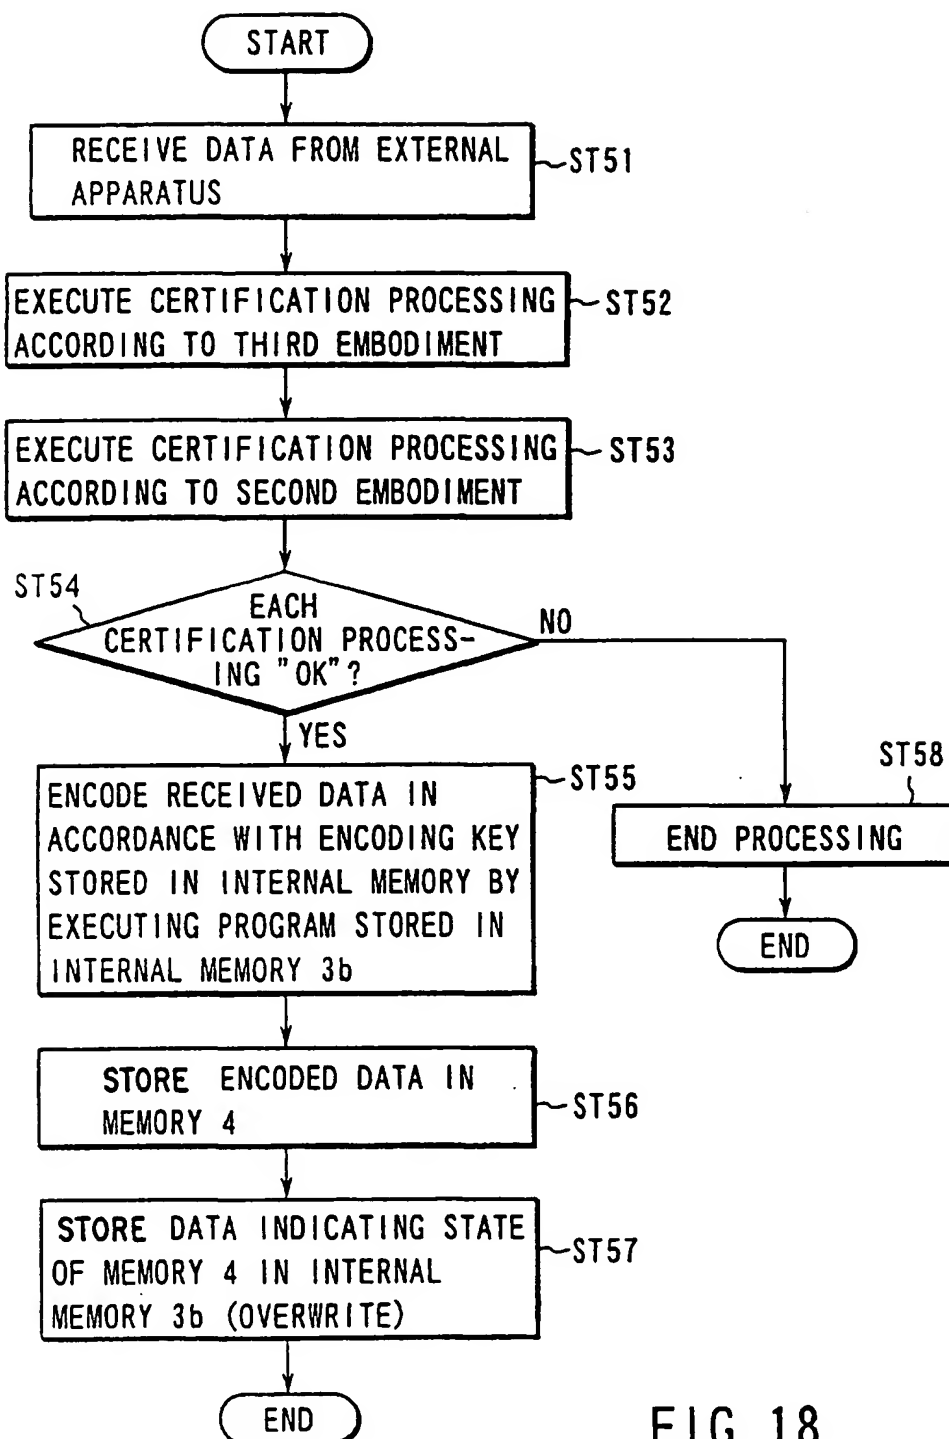 START
RECEIVE DATA FROM EXTERNAL
APPARATUS
ST51
EXECUTE CERTIFICATION PROCESSING
ACCORDING TO THIRD EMBODIMENT
ST52
EXECUTE CERTIFICATION PROCESSING
ACCORDING TO SECOND EMBODIMENT
ST53
ST54
EACH
CERTIFICATION PROCESS-
ING "OK"?
NO
YES
ENCODE RECEIVED DATA IN
ACCORDANCE WITH ENCODING KEY
STORED IN INTERNAL MEMORY BY
EXECUTING PROGRAM STORED IN
INTERNAL MEMORY 3b
ST55
ST58
END PROCESSING
END
STORE ENCODED DATA IN
MEMORY 4
ST56
STORE DATA INDICATING STATE
OF MEMORY 4 IN INTERNAL
MEMORY 3b (OVERWRITE)
ST57
END
FIG 18